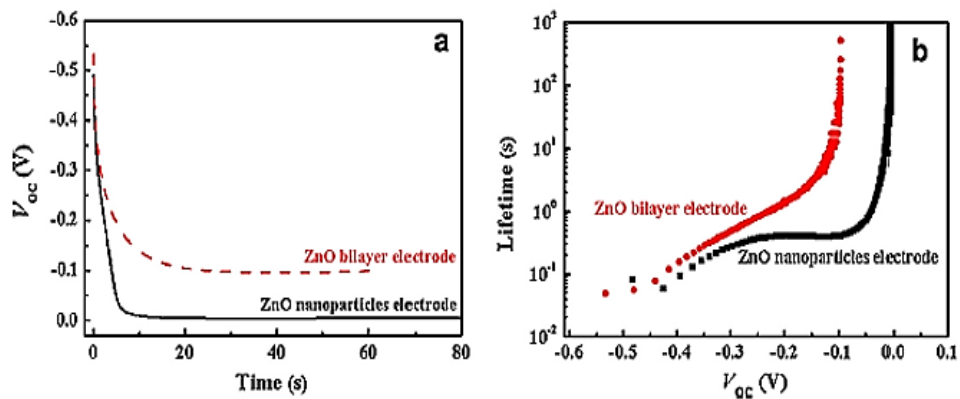 a
-0.6
-0.5
-0.4
-0.3
-0.2
-0.1
0.0
V_oc (V)
ZnO bilayer electrode
ZnO nanoparticles electrode
0 20 40 60 80
Time (s)
b
10^3
10^2
10^1
10^0
10^-1
10^-2
Lifetime (s)
ZnO bilayer electrode
ZnO nanoparticles electrode
-0.6 -0.5 -0.4 -0.3 -0.2 -0.1 0.0 0.1
V_oc (V)